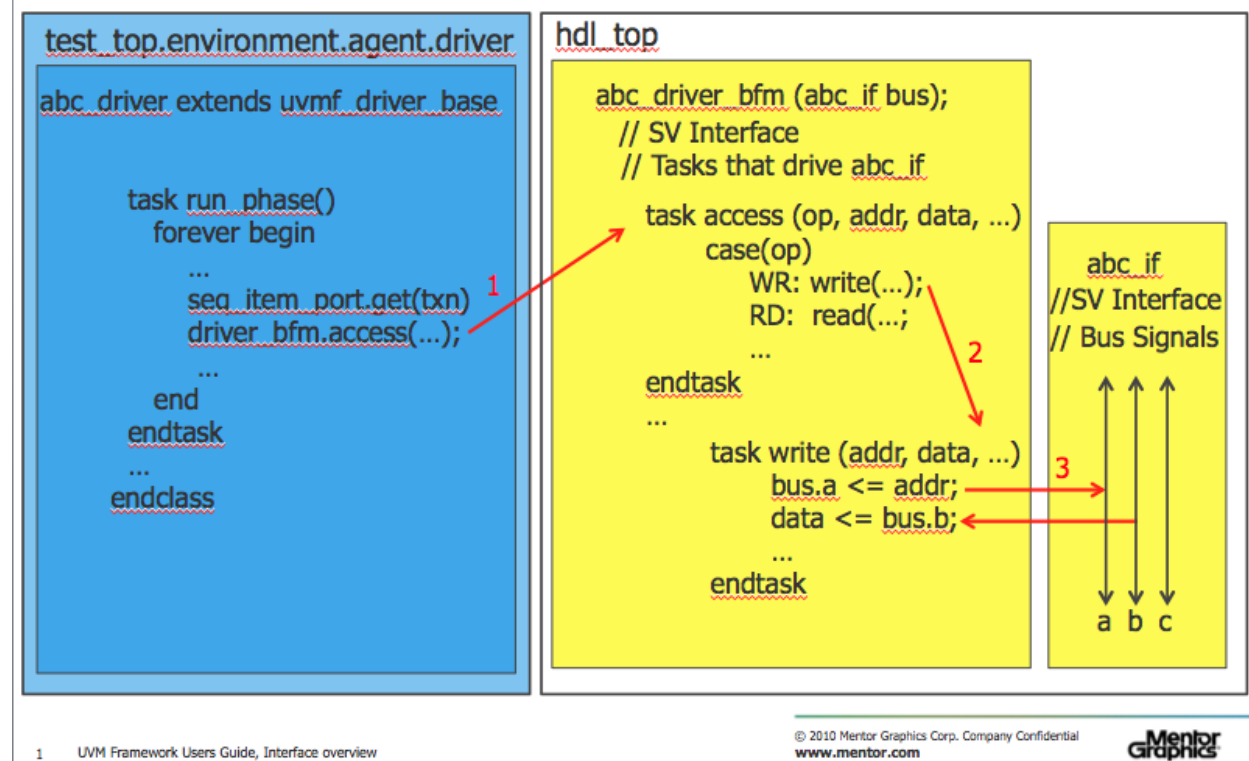 test_top.environment.agent.driver
abc_driver extends uvmf_driver_base
task run_phase()
forever begin
...
seq_item_port.get(txn)
driver_bfm.access(...);
...
end
endtask
...
endclass
1
hdl_top
abc_driver_bfm (abc_if bus);
// SV Interface
// Tasks that drive abc_if
task access (op, addr, data, ...)
case(op)
WR: write(...);
RD:  read(...;
...
endtask
...
2
task write (addr, data, ...)
bus.a <= addr;
data <= bus.b;
...
endtask
3
abc_if
//SV Interface
// Bus Signals
a b c
1 UVM Framework Users Guide, Interface overview
© 2010 Mentor Graphics Corp. Company Confidential
www.mentor.com
Mentor
Graphics